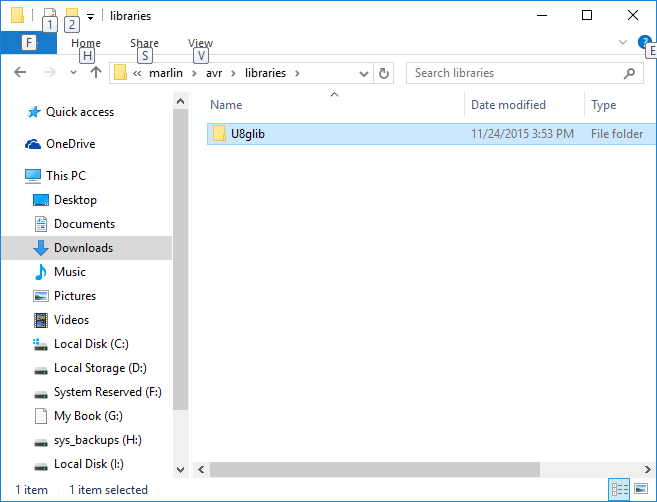 libraries
1 2
F Home Share View
H S V E
« marlin › avr › libraries › Search libraries
Name Date modified Type
Quick access
U8glib 11/24/2015 3:53 PM File folder
OneDrive
This PC
Desktop
Documents
Downloads
Music
Pictures
Videos
Local Disk (C:)
Local Storage (D:)
System Reserved (F:)
My Book (G:)
sys_backups (H:)
Local Disk (I:)
1 item 1 item selected